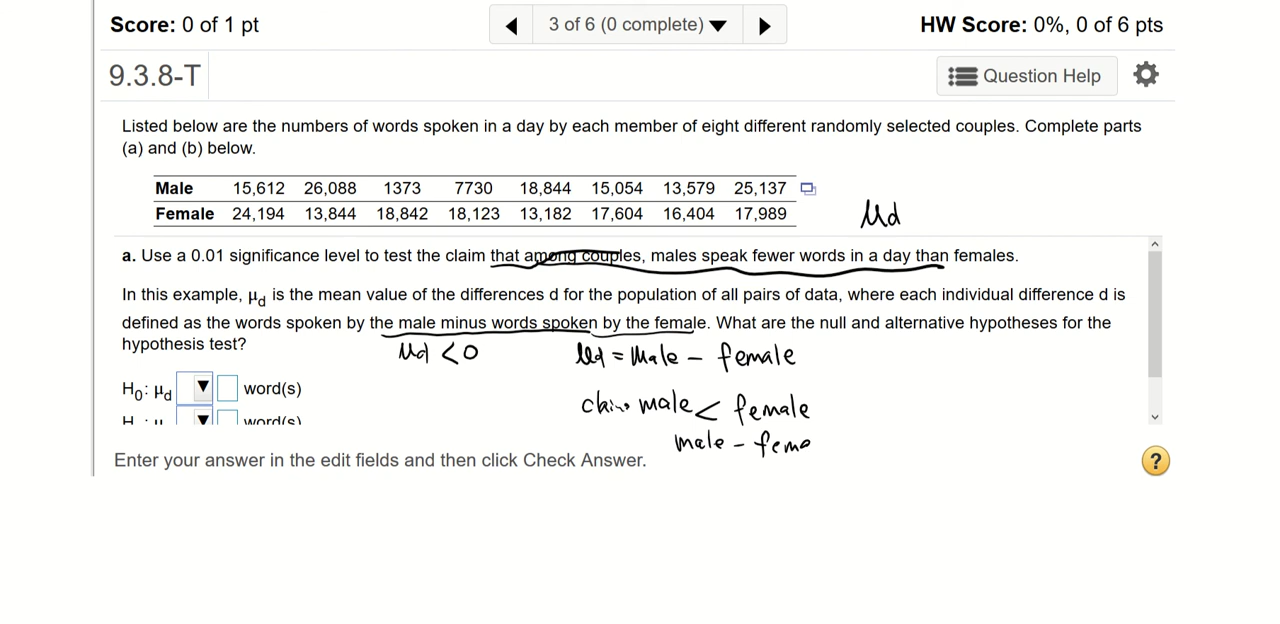 Score: 0 of 1 pt
3 of 6 (0 complete)
HW Score: 0%, 0 of 6 pts
9.3.8-T
Question Help
Listed below are the numbers of words spoken in a day by each member of eight different randomly selected couples. Complete parts
(a) and (b) below.
Male 15,612 26,088 1373 7730 18,844 15,054 13,579 25,137
Female 24,194 13,844 18,842 18,123 13,182 17,604 16,404 17,989
μd
a. Use a 0.01 significance level to test the claim that among couples, males speak fewer words in a day than females.
In this example, μd is the mean value of the differences d for the population of all pairs of data, where each individual difference d is
defined as the words spoken by the male minus words spoken by the female. What are the null and alternative hypotheses for the
hypothesis test?
μd < 0
μd = male - female
H0: μd word(s)
claim male < female
word(s)
male - fema
Enter your answer in the edit fields and then click Check Answer.
?